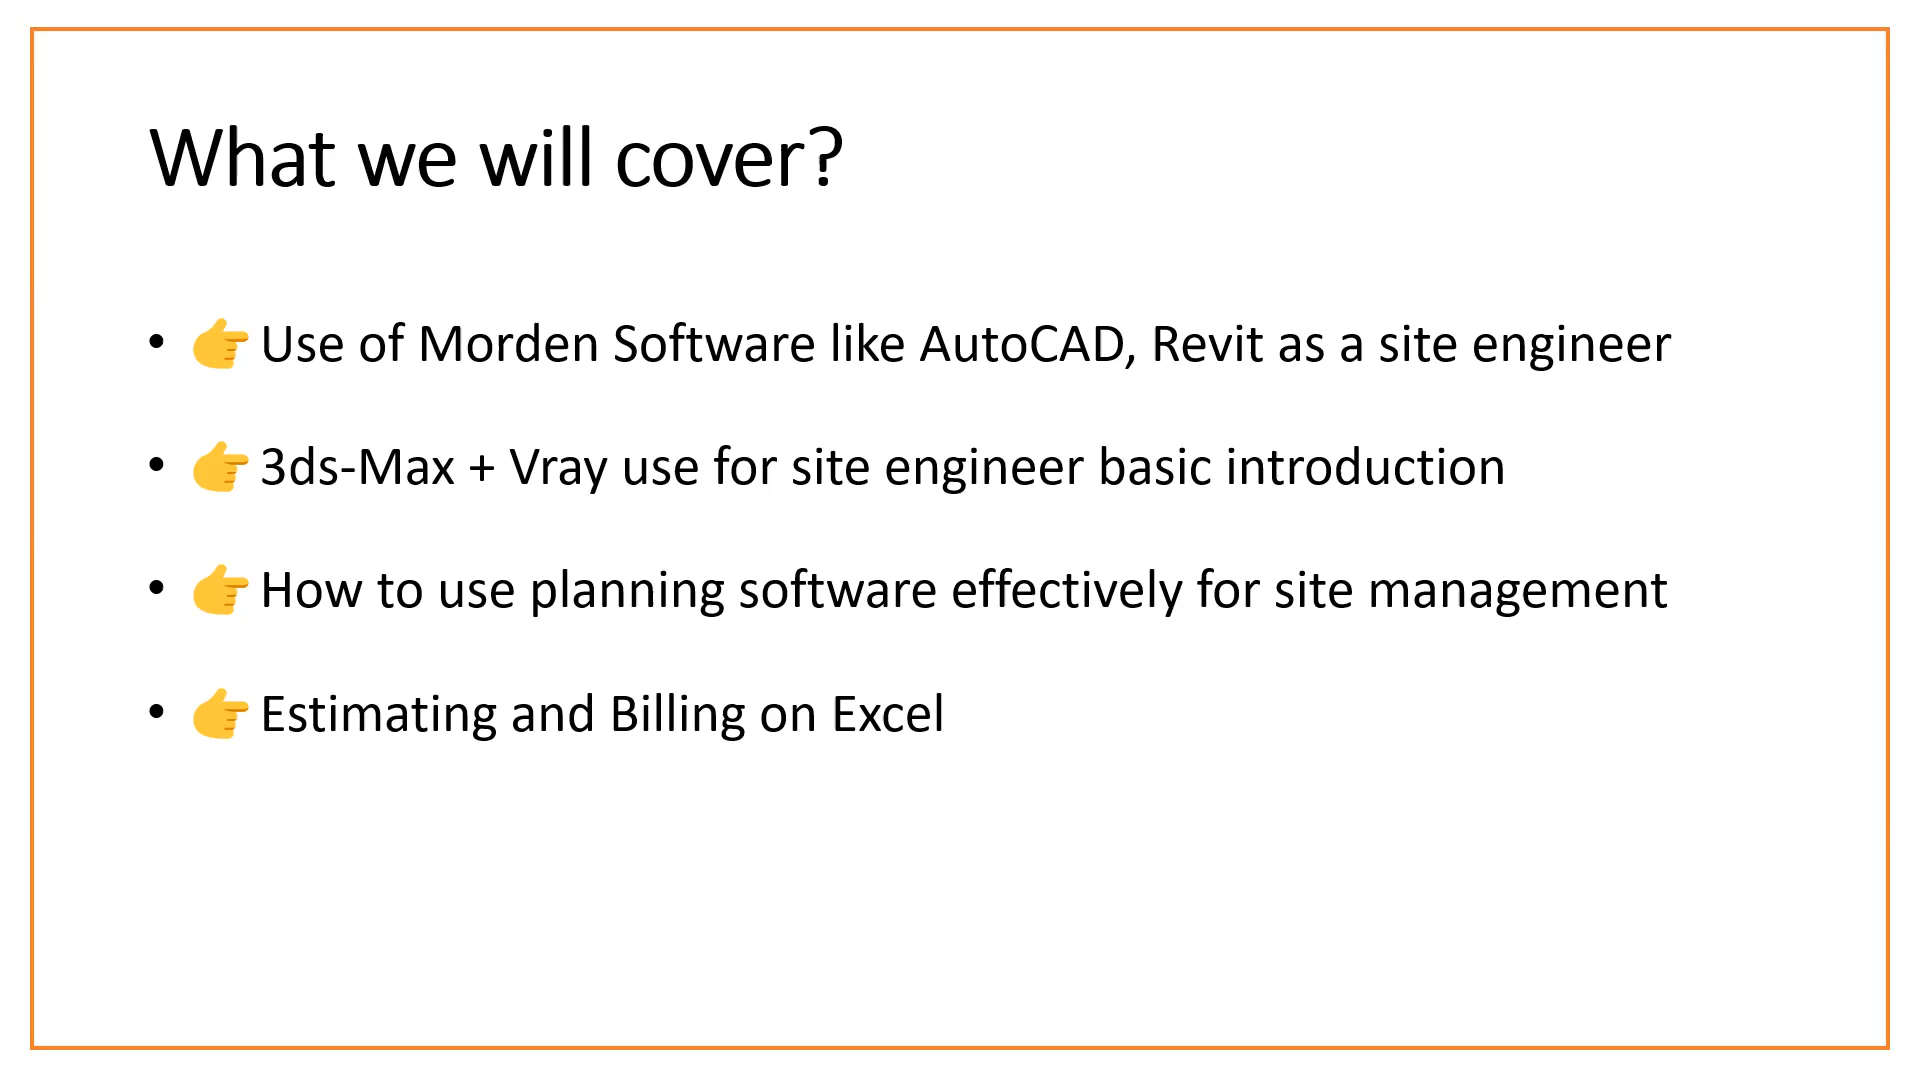 What we will cover?
• 👉 Use of Morden Software like AutoCAD, Revit as a site engineer
• 👉 3ds-Max + Vray use for site engineer basic introduction
• 👉 How to use planning software effectively for site management
• 👉 Estimating and Billing on Excel